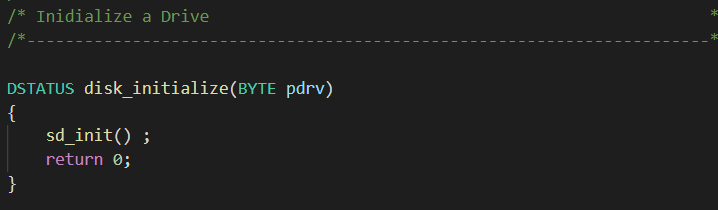 /* Inidialize a Drive *
/*-----------------------------------------------------------------------*
DSTATUS disk_initialize(BYTE pdrv)
{
sd_init() ;
return 0;
}